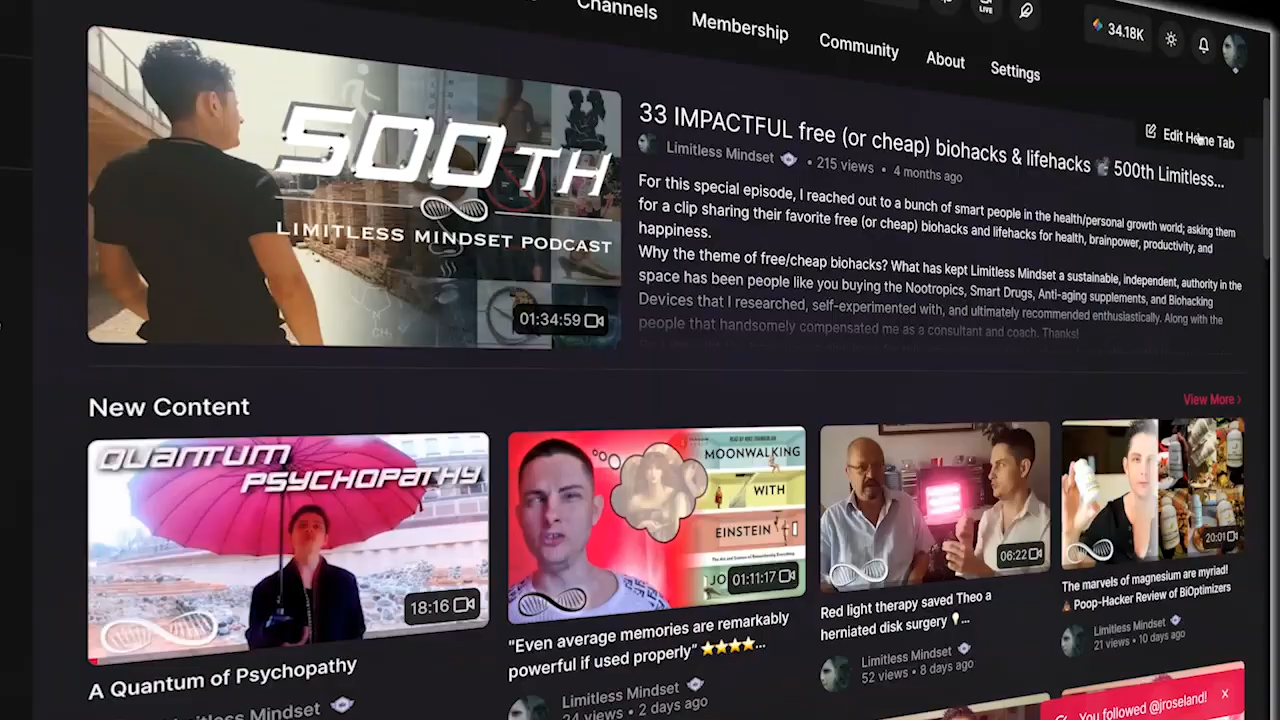 Channels
Membership
Community
About
Settings
LIVE
34.18K
Edit Home Tab
500TH
LIMITLESS MINDSET PODCAST
01:34:59
33 IMPACTFUL free (or cheap) biohacks & lifehacks 500th Limitless...
Limitless Mindset • 215 views • 4 months ago
For this special episode, I reached out to a bunch of smart people in the health/personal growth world; asking them
for a clip sharing their favorite free (or cheap) biohacks and lifehacks for health, brainpower, productivity, and
happiness.
Why the theme of free/cheap biohacks? What has kept Limitless Mindset a sustainable, independent, authority in the
space has been people like you buying the Nootropics, Smart Drugs, Anti-aging supplements, and Biohacking
Devices that I researched, self-experimented with, and ultimately recommended enthusiastically. Along with the
people that handsomely compensated me as a consultant and coach. Thanks!
New Content
View More ›
QUANTUM
PSYCHOPATHY
18:16
A Quantum of Psychopathy
Limitless Mindset
MOONWALKING
WITH
EINSTEIN
JO
01:11:17
"Even average memories are remarkably
powerful if used properly" ⭐⭐⭐⭐...
Limitless Mindset
24 views • 2 days ago
06:22
Red light therapy saved Theo a
herniated disk surgery 💡...
Limitless Mindset
52 views • 8 days ago
20:01
The marvels of magnesium are myriad!
💩 Poop-Hacker Review of BiOptimizers
Limitless Mindset
21 views • 10 days ago
You followed @jroseland! X